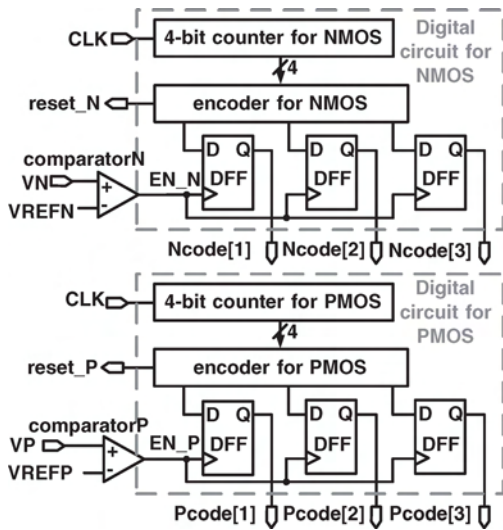 CLK
4-bit counter for NMOS
Digital
circuit for
NMOS
4
reset_N
encoder for NMOS
comparatorN
VN
+
-
VREFN
EN_N
D Q
DFF
D Q
DFF
D Q
DFF
Ncode[1]
Ncode[2]
Ncode[3]
CLK
4-bit counter for PMOS
Digital
circuit for
PMOS
4
reset_P
encoder for PMOS
comparatorP
VP
+
-
VREFP
EN_P
D Q
DFF
D Q
DFF
D Q
DFF
Pcode[1]
Pcode[2]
Pcode[3]